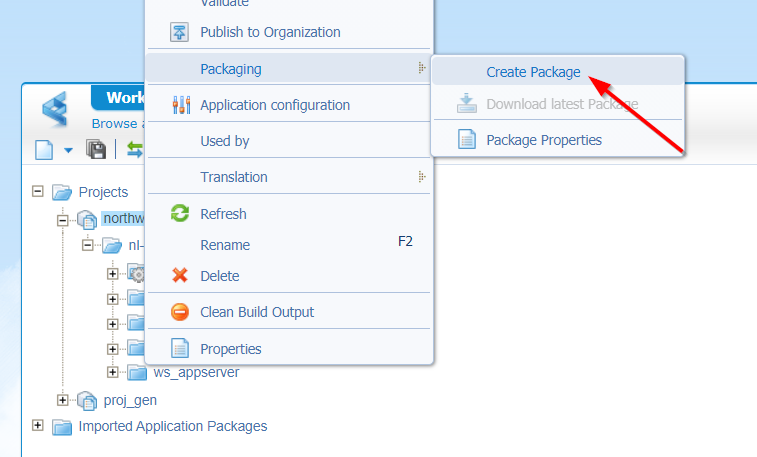 Validate
Publish to Organization
Packaging
Create Package
Work
Application configuration
Download latest Package
Browse a
Used by
Package Properties
Translation
Projects
Refresh
northw
Rename F2
nl-
Delete
Clean Build Output
Properties
ws_appserver
proj_gen
Imported Application Packages